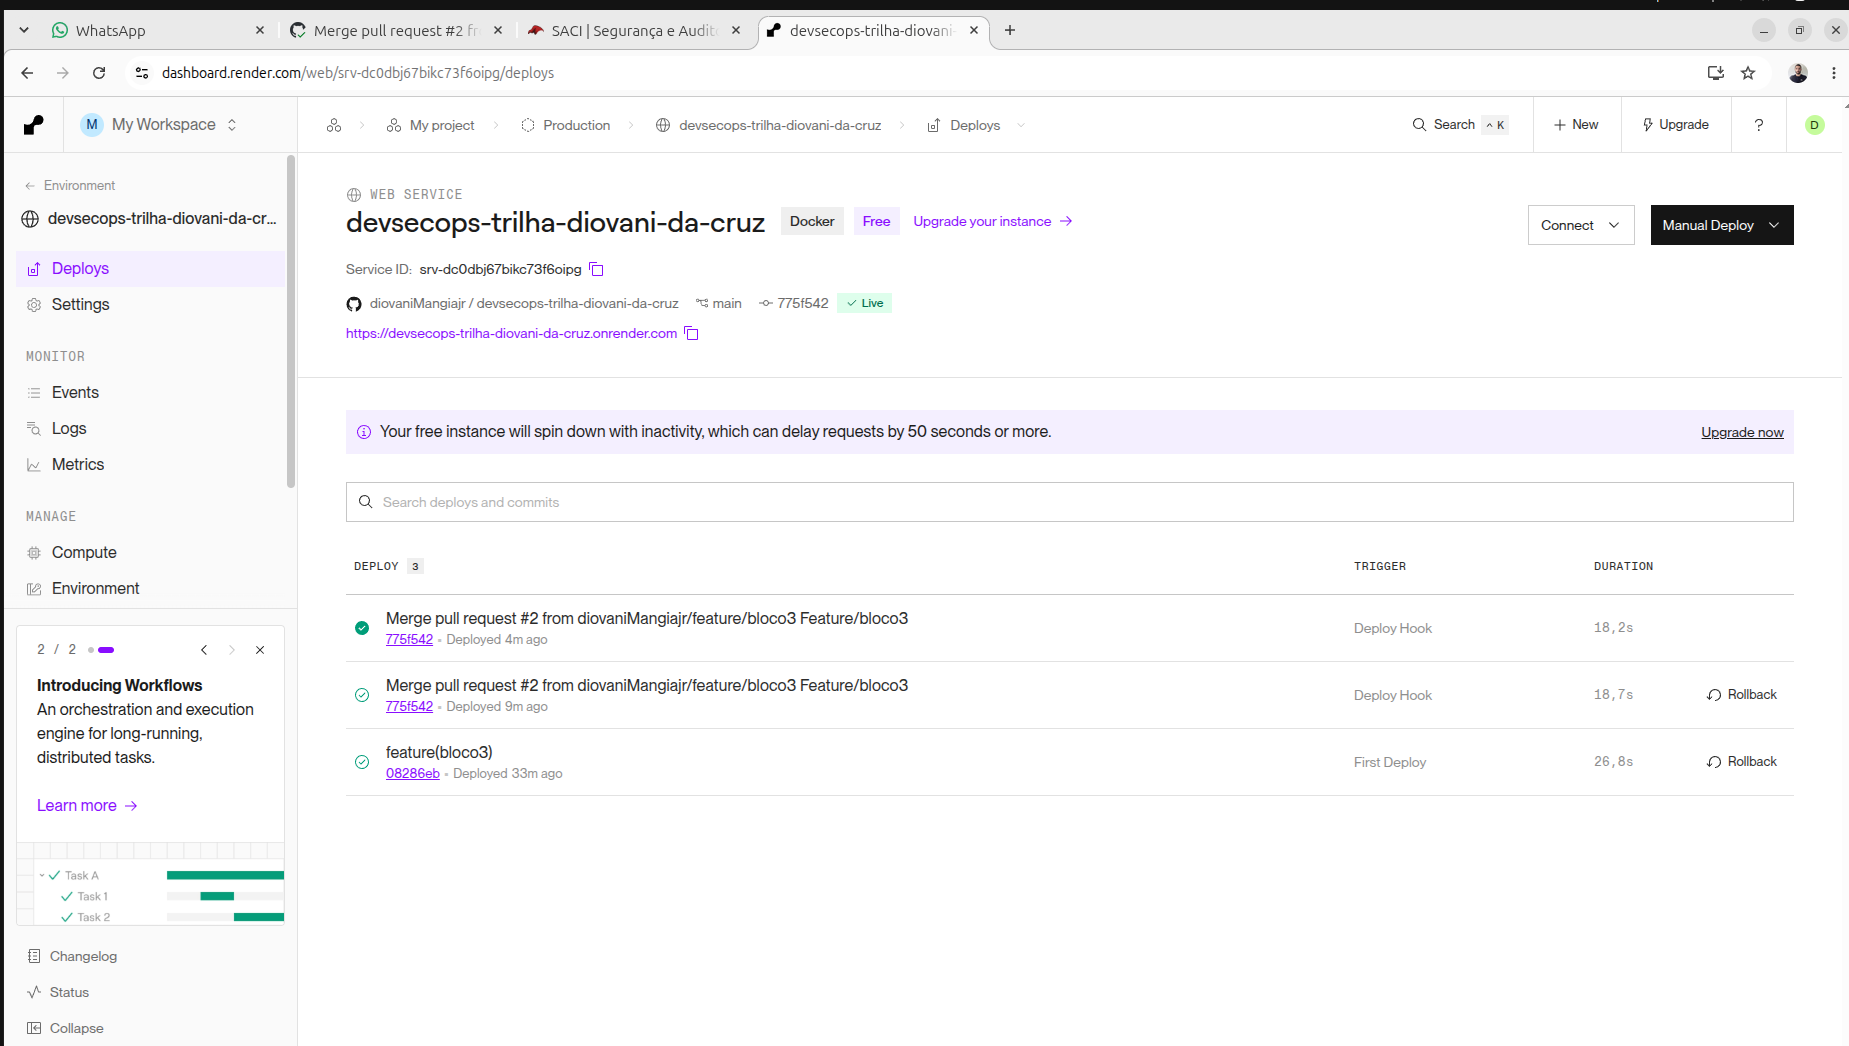 WhatsApp
Merge pull request #2 fr
SACI | Segurança e Audito
devsecops-trilha-diovani-
dashboard.render.com/web/srv-dc0dbj67bikc73f6oipg/deploys
M My Workspace
My project
Production
devsecops-trilha-diovani-da-cruz
Deploys
Search ^ K
+ New
Upgrade
?
D
← Environment
devsecops-trilha-diovani-da-cr...
Deploys
Settings
MONITOR
Events
Logs
Metrics
MANAGE
Compute
Environment
2 / 2
Introducing Workflows
An orchestration and execution
engine for long-running,
distributed tasks.
Learn more →
Task A
Task 1
Task 2
Changelog
Status
Collapse
WEB SERVICE
devsecops-trilha-diovani-da-cruz Docker Free Upgrade your instance →
Connect
Manual Deploy
Service ID: srv-dc0dbj67bikc73f6oipg
diovaniMangiajr / devsecops-trilha-diovani-da-cruz main 775f542 Live
https://devsecops-trilha-diovani-da-cruz.onrender.com
Your free instance will spin down with inactivity, which can delay requests by 50 seconds or more. Upgrade now
Search deploys and commits
DEPLOY 3 TRIGGER DURATION
Merge pull request #2 from diovaniMangiajr/feature/bloco3 Feature/bloco3
775f542 • Deployed 4m ago
Deploy Hook
18,2s
Merge pull request #2 from diovaniMangiajr/feature/bloco3 Feature/bloco3
775f542 • Deployed 9m ago
Deploy Hook
18,7s
Rollback
feature(bloco3)
08286eb • Deployed 33m ago
First Deploy
26,8s
Rollback